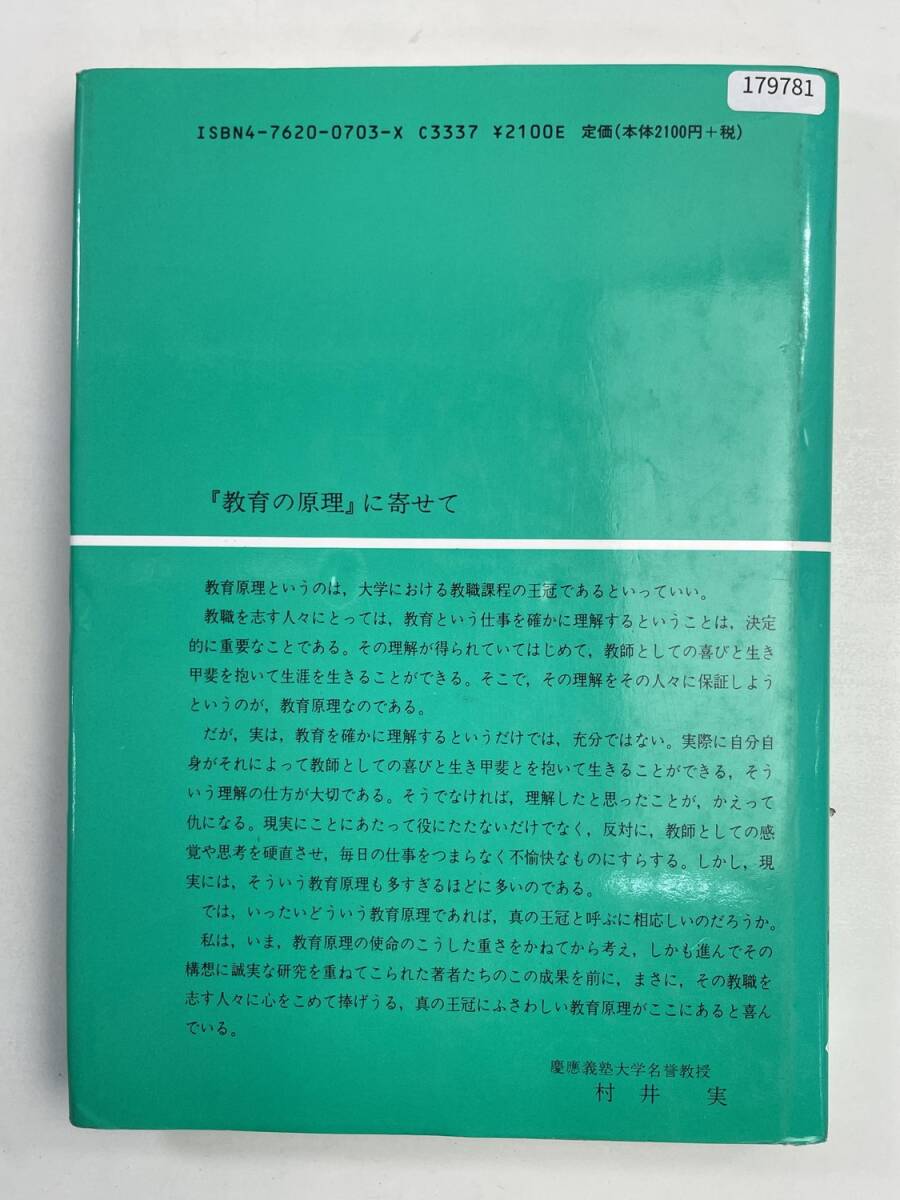 179781
ISBN4-7620-0703-X C3337 ¥2100E 定価(本体2100円+税)
『教育の原理』に寄せて
教育原理というのは，大学における教職課程の王冠であるといっていい。
教職を志す人々にとっては，教育という仕事を確かに理解するということは，決定
的に重要なことである。その理解が得られていてはじめて，教師としての喜びと生き
甲斐を抱いて生涯を生きることができる。そこで，その理解をその人々に保証しよう
というのが，教育原理なのである。
だが，実は，教育を確かに理解するというだけでは，充分ではない。実際に自分自
身がそれによって教師としての喜びと生き甲斐とを抱いて生きることができる，そう
いう理解の仕方が大切である。そうでなければ，理解したと思ったことが，かえって
仇になる。現実にことにあたって役にたたないだけでなく，反対に，教師としての感
覚や思考を硬直させ，毎日の仕事をつまらなく不愉快なものにすらする。しかし，現
実には，そういう教育原理も多すぎるほどに多いのである。
では，いったいどういう教育原理であれば，真の王冠と呼ぶに相応しいのだろうか。
私は，いま，教育原理の使命のこうした重さをかねてから考え，しかも進んでその
構想に誠実な研究を重ねてこられた著者たちのこの成果を前に，まさに，その教職を
志す人々に心をこめて捧げうる，真の王冠にふさわしい教育原理がここにあると喜ん
でいる。
慶應義塾大学名誉教授
村井 実